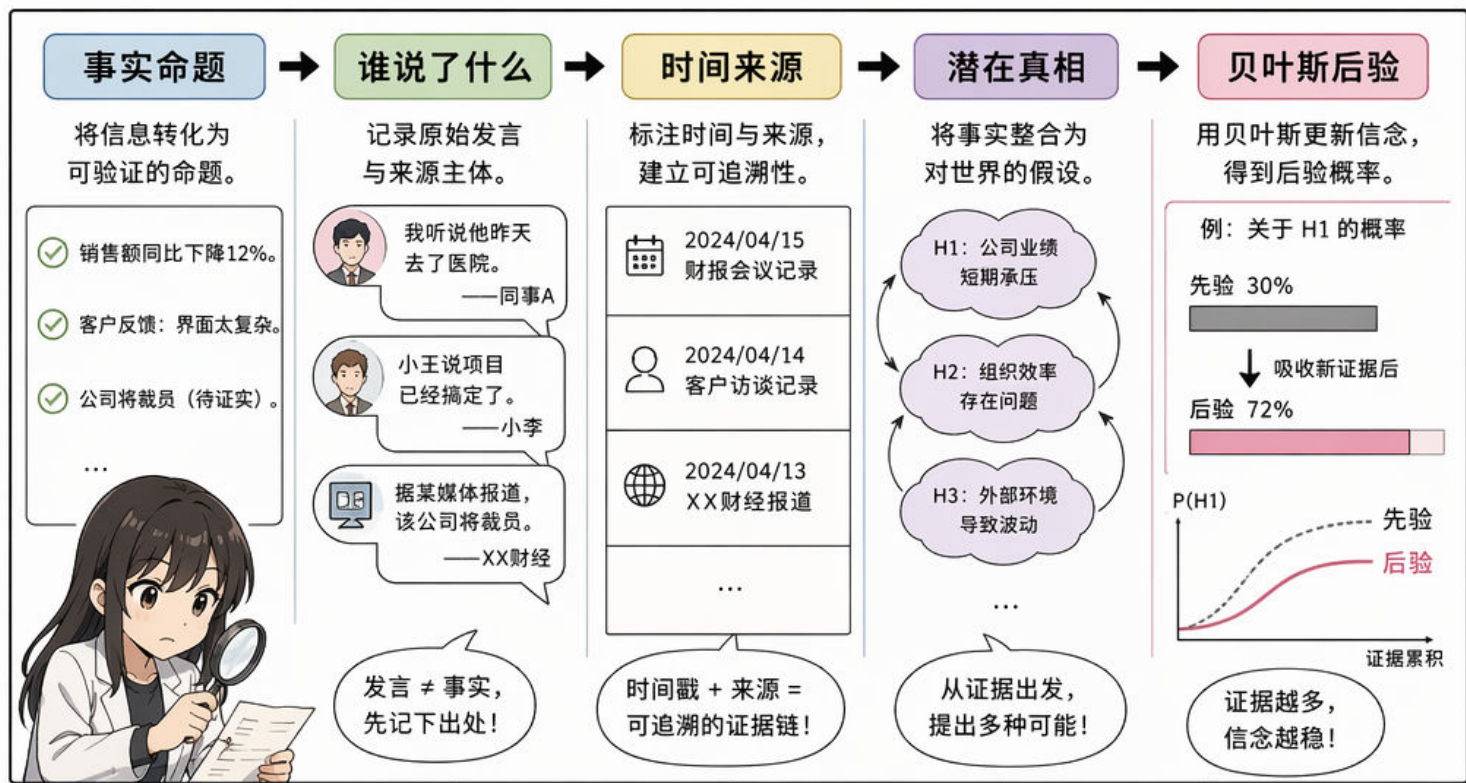 事实命题
谁说了什么
时间来源
潜在真相
贝叶斯后验
将信息转化为
可验证的命题。
销售额同比下降12%。
客户反馈：界面太复杂。
公司将裁员（待证实）。
…
记录原始发言
与来源主体。
我听说他昨天
去了医院。
——同事A
小王说项目
已经搞定了。
——小李
据某媒体报道，
该公司将裁员。
——XX财经
发言 ≠ 事实，
先记下出处！
标注时间与来源，
建立可追溯性。
2024/04/15
财报会议记录
2024/04/14
客户访谈记录
2024/04/13
XX财经报道
…
时间戳 + 来源 =
可追溯的证据链！
将事实整合为
对世界的假设。
H1：公司业绩
短期承压
H2：组织效率
存在问题
H3：外部环境
导致波动
…
从证据出发，
提出多种可能！
用贝叶斯更新信念，
得到后验概率。
例：关于 H1 的概率
先验 30%
吸收新证据后
后验 72%
P(H1)
先验
后验
证据累积
证据越多，
信念越稳！